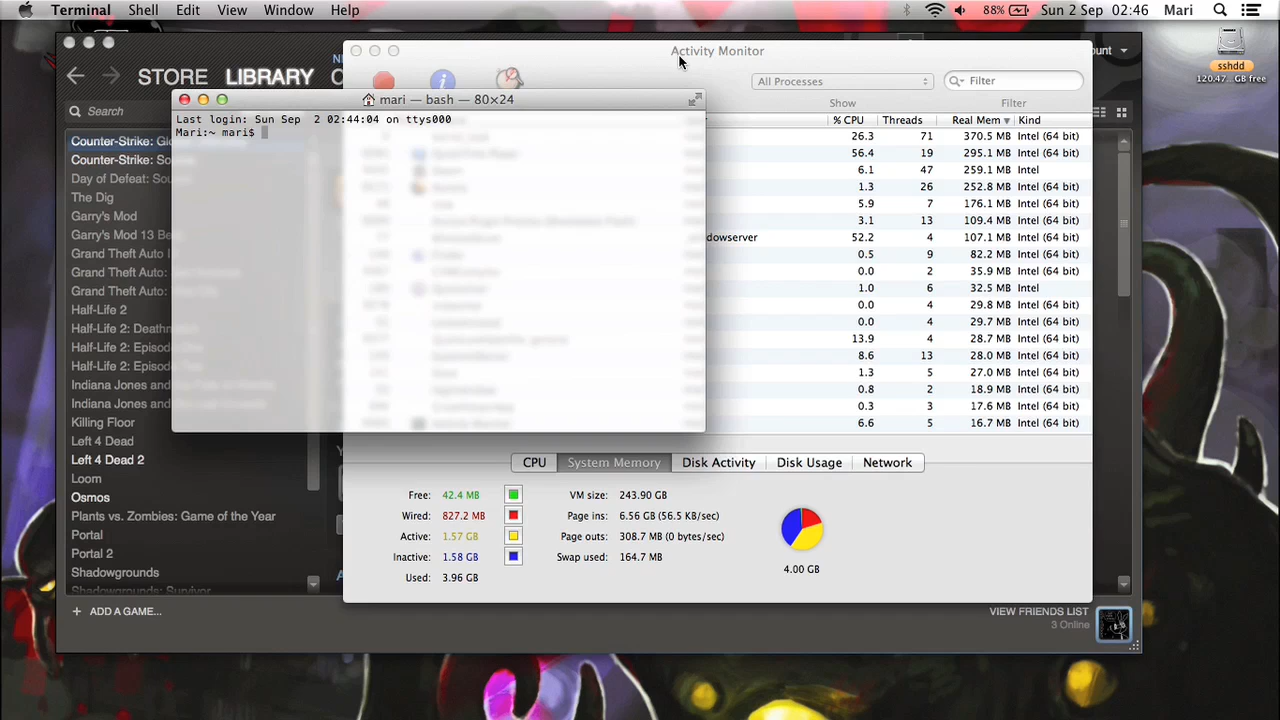 Terminal Shell Edit View Window Help 88% Sun 2 Sep 02:46 Mari
sshdd
120.47... GB free
Activity Monitor
STORE LIBRARY
All Processes Filter
Show Filter
mari — bash — 80×24
Search
Last login: Sun Sep  2 02:44:04 on ttys000
Mari:~ mari$
% CPU Threads Real Mem Kind
26.3 71 370.5 MB Intel (64 bit)
56.4 19 295.1 MB Intel (64 bit)
6.1 47 259.1 MB Intel
1.3 26 252.8 MB Intel (64 bit)
5.9 7 176.1 MB Intel (64 bit)
3.1 13 109.4 MB Intel (64 bit)
dowserver 52.2 4 107.1 MB Intel (64 bit)
0.5 9 82.2 MB Intel (64 bit)
0.0 2 35.9 MB Intel (64 bit)
1.0 6 32.5 MB Intel
0.0 4 29.8 MB Intel (64 bit)
0.0 4 29.7 MB Intel (64 bit)
13.9 4 28.7 MB Intel (64 bit)
8.6 13 28.0 MB Intel (64 bit)
1.3 5 27.0 MB Intel (64 bit)
0.8 2 18.9 MB Intel (64 bit)
0.3 3 17.6 MB Intel (64 bit)
6.6 5 16.7 MB Intel (64 bit)
Counter-Strike:
Counter-Strike:
Day of Defeat:
The Dig
Garry's Mod
Garry's Mod 13
Grand Theft Auto
Grand Theft Auto:
Grand Theft Auto:
Half-Life 2
Half-Life 2:
Half-Life 2: Episode
Half-Life 2: Episode
Indiana Jones and
Indiana Jones and
Killing Floor
Left 4 Dead
Left 4 Dead 2
Loom
Osmos
Plants vs. Zombies: Game of the Year
Portal
Portal 2
Shadowgrounds
Shadowgrounds: Survivor
+ ADD A GAME...
CPU System Memory Disk Activity Disk Usage Network
Free: 42.4 MB VM size: 243.90 GB
Wired: 827.2 MB Page ins: 6.56 GB (56.5 KB/sec)
Active: 1.57 GB Page outs: 308.7 MB (0 bytes/sec)
Inactive: 1.58 GB Swap used: 164.7 MB
Used: 3.96 GB
4.00 GB
VIEW FRIENDS LIST
3 Online